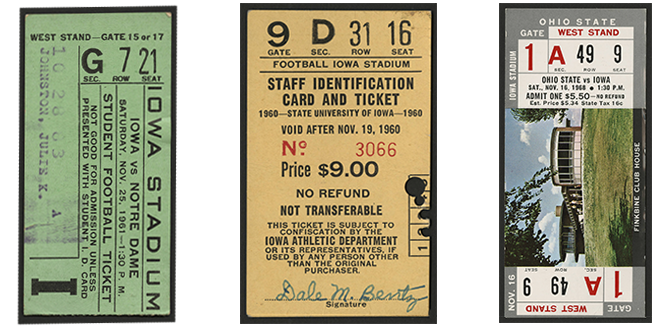 WEST STAND - GATE 15 or 17
G 7 21
SEC. ROW SEAT
IOWA STADIUM
IOWA VS NOTRE DAME
SATURDAY, NOV. 25, 1961—1:30 P.M.
STUDENT FOOTBALL TICKET
NOT GOOD FOR ADMISSION UNLESS
PRESENTED WITH STUDENT I. D. CARD
JOHNSTON, JULIE K.
I
9 D 31 16
GATE SEC. ROW SEAT
FOOTBALL IOWA STADIUM
STAFF IDENTIFICATION
CARD AND TICKET
1960—STATE UNIVERSITY OF IOWA—1960
VOID AFTER NOV. 19, 1960
No. 3066
Price $9.00
NO REFUND
NOT TRANSFERABLE
THIS TICKET IS SUBJECT TO
CONFISCATION BY THE
IOWA ATHLETIC DEPARTMENT
OR ITS REPRESENTATIVES, IF
USED BY ANY PERSON OTHER
THAN THE ORIGINAL
PURCHASER.
Dale M. Bentz
Signature
OHIO STATE
GATE WEST STAND
IOWA STADIUM
1 A 49 9
SEC. ROW SEAT
OHIO STATE vs IOWA
SAT., NOV. 16, 1968 • 1:30 P.M.
ADMIT ONE $5.50—NO REFUND
Est. Price $5.34 State Tax 16c
FINKBINE CLUB HOUSE
NOV. 16
1 A 49 9
GATE SEC. ROW SEAT
WEST STAND